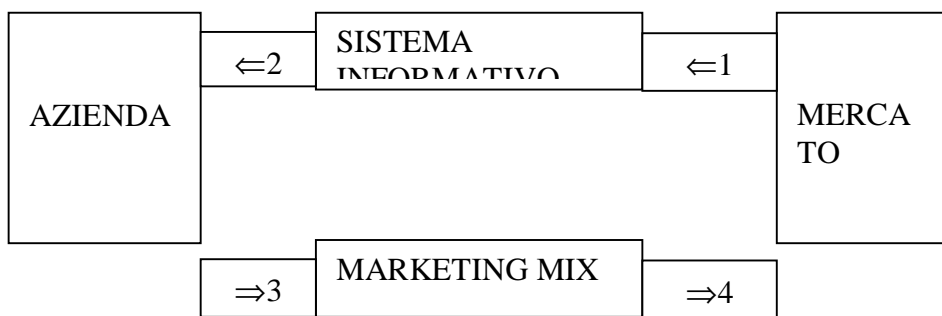 SISTEMA
INFORMATIVO
⇐2
⇐1
AZIENDA
MERCA
TO
MARKETING MIX
⇒3
⇒4